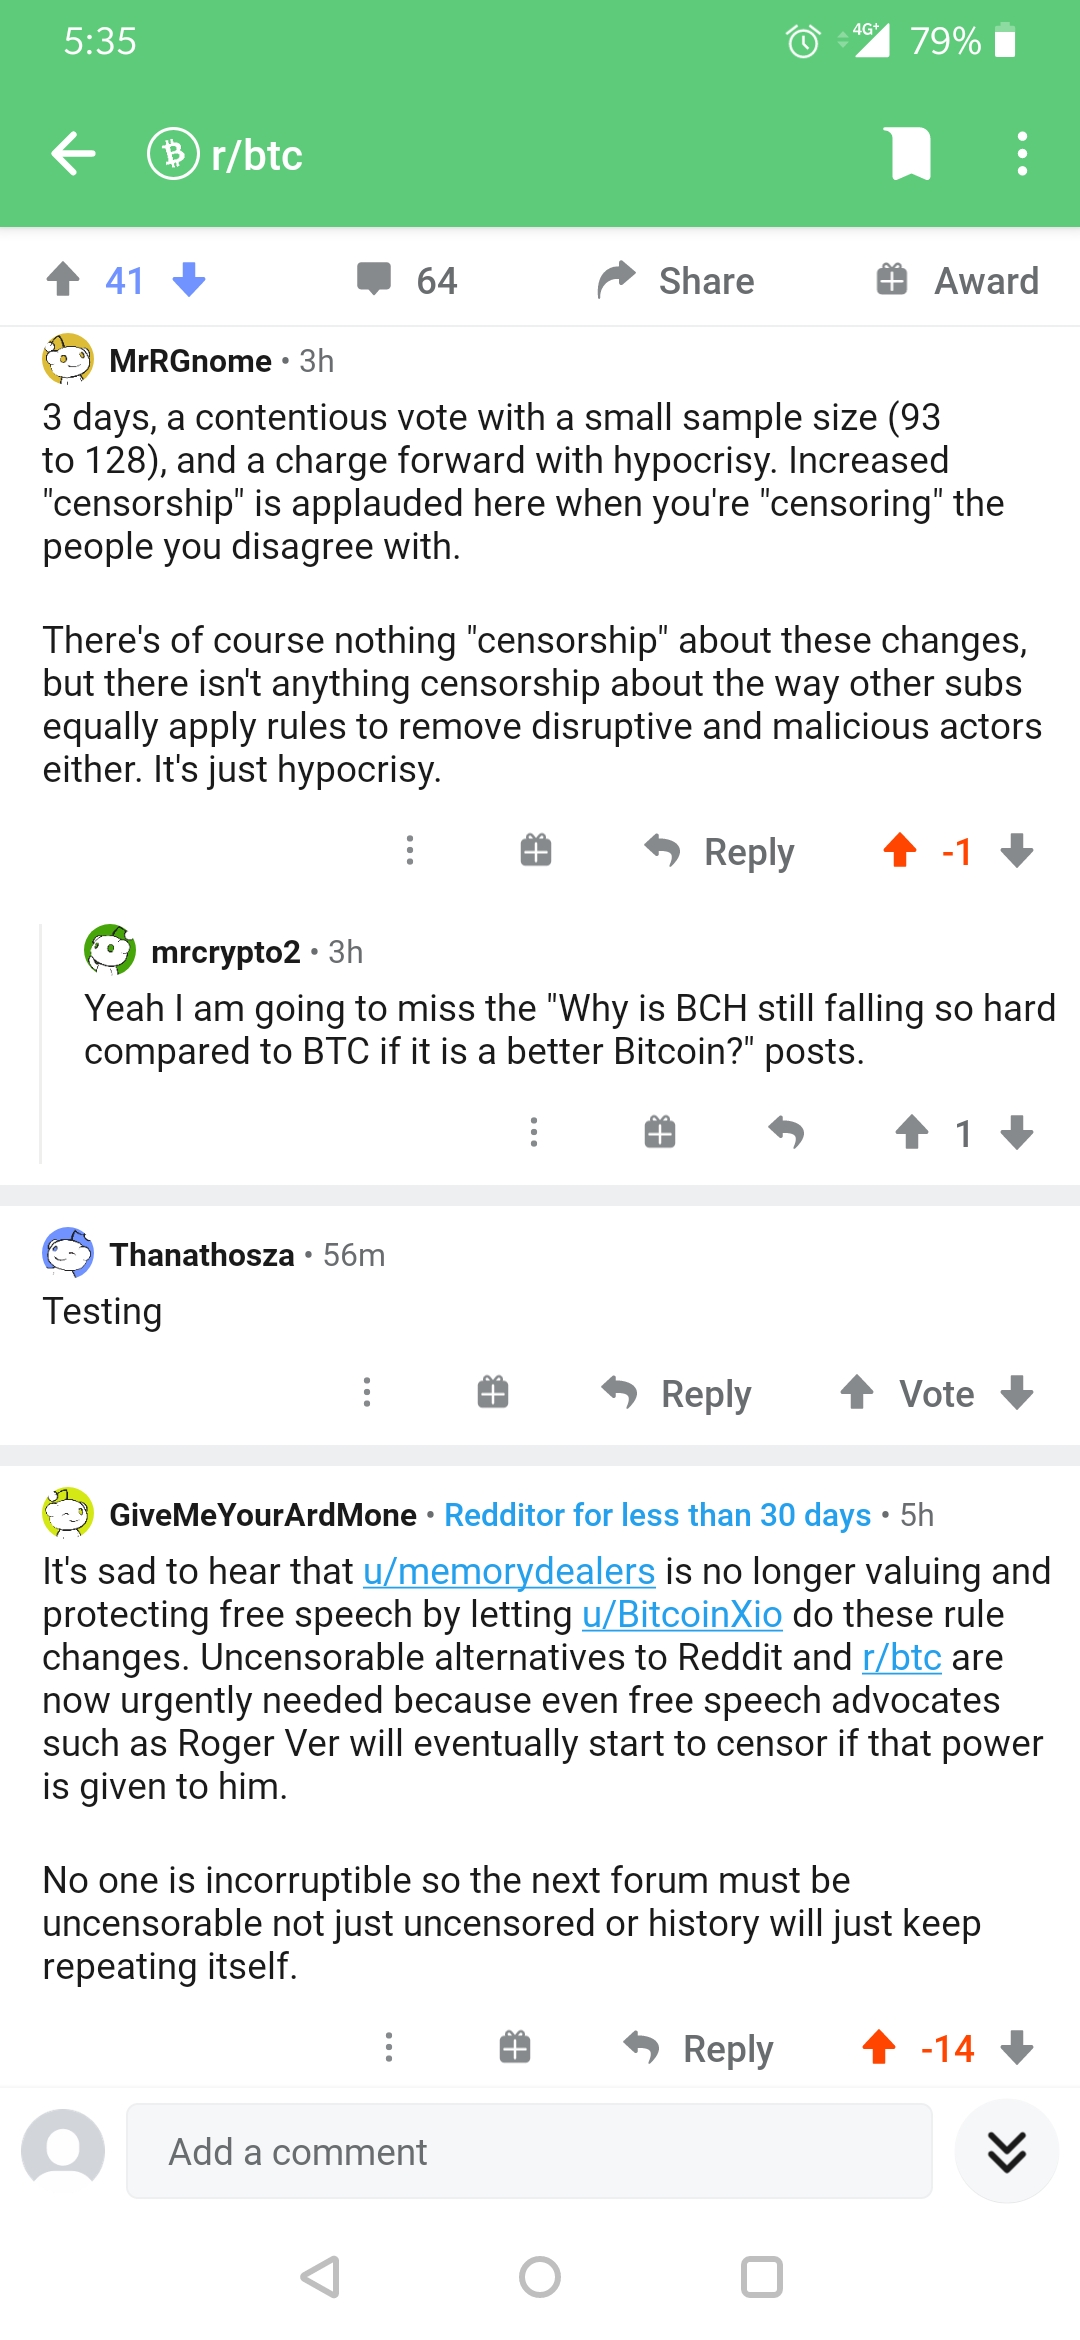 5:35
4G+ 79%
r/btc
41 64 Share Award
MrRGnome • 3h
3 days, a contentious vote with a small sample size (93
to 128), and a charge forward with hypocrisy. Increased
"censorship" is applauded here when you're "censoring" the
people you disagree with.
There's of course nothing "censorship" about these changes,
but there isn't anything censorship about the way other subs
equally apply rules to remove disruptive and malicious actors
either. It's just hypocrisy.
Reply -1
mrcrypto2 • 3h
Yeah I am going to miss the "Why is BCH still falling so hard
compared to BTC if it is a better Bitcoin?" posts.
1
Thanathosza • 56m
Testing
Reply Vote
GiveMeYourArdMone • Redditor for less than 30 days • 5h
It's sad to hear that u/memorydealers is no longer valuing and
protecting free speech by letting u/BitcoinXio do these rule
changes. Uncensorable alternatives to Reddit and r/btc are
now urgently needed because even free speech advocates
such as Roger Ver will eventually start to censor if that power
is given to him.
No one is incorruptible so the next forum must be
uncensorable not just uncensored or history will just keep
repeating itself.
Reply -14
Add a comment